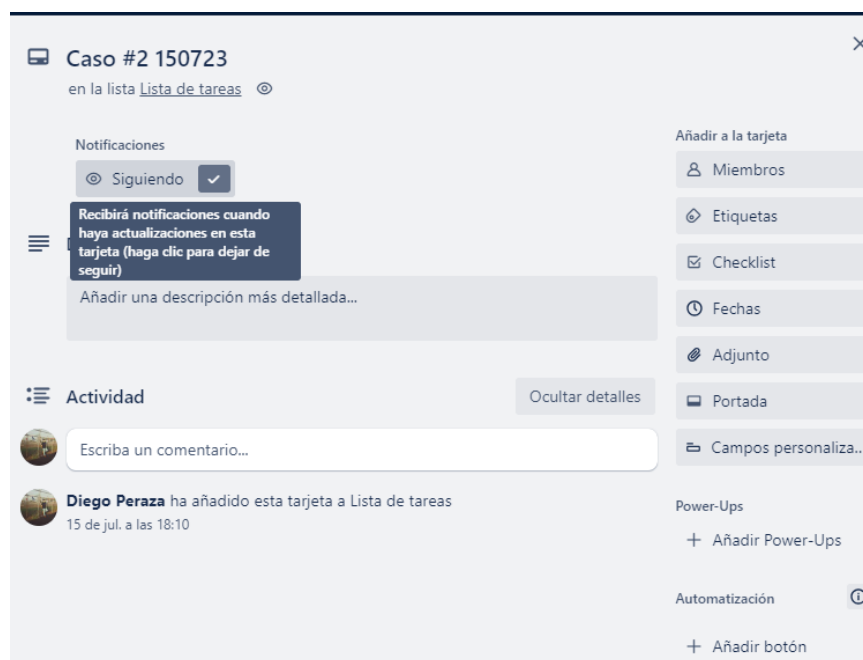 Caso #2 150723
en la lista Lista de tareas
Notificaciones
Siguiendo
Recibirá notificaciones cuando
haya actualizaciones en esta
tarjeta (haga clic para dejar de
seguir)
Añadir una descripción más detallada...
Actividad
Ocultar detalles
Escriba un comentario...
Diego Peraza ha añadido esta tarjeta a Lista de tareas
15 de jul. a las 18:10
Añadir a la tarjeta
Miembros
Etiquetas
Checklist
Fechas
Adjunto
Portada
Campos personaliza...
Power-Ups
+ Añadir Power-Ups
Automatización
+ Añadir botón